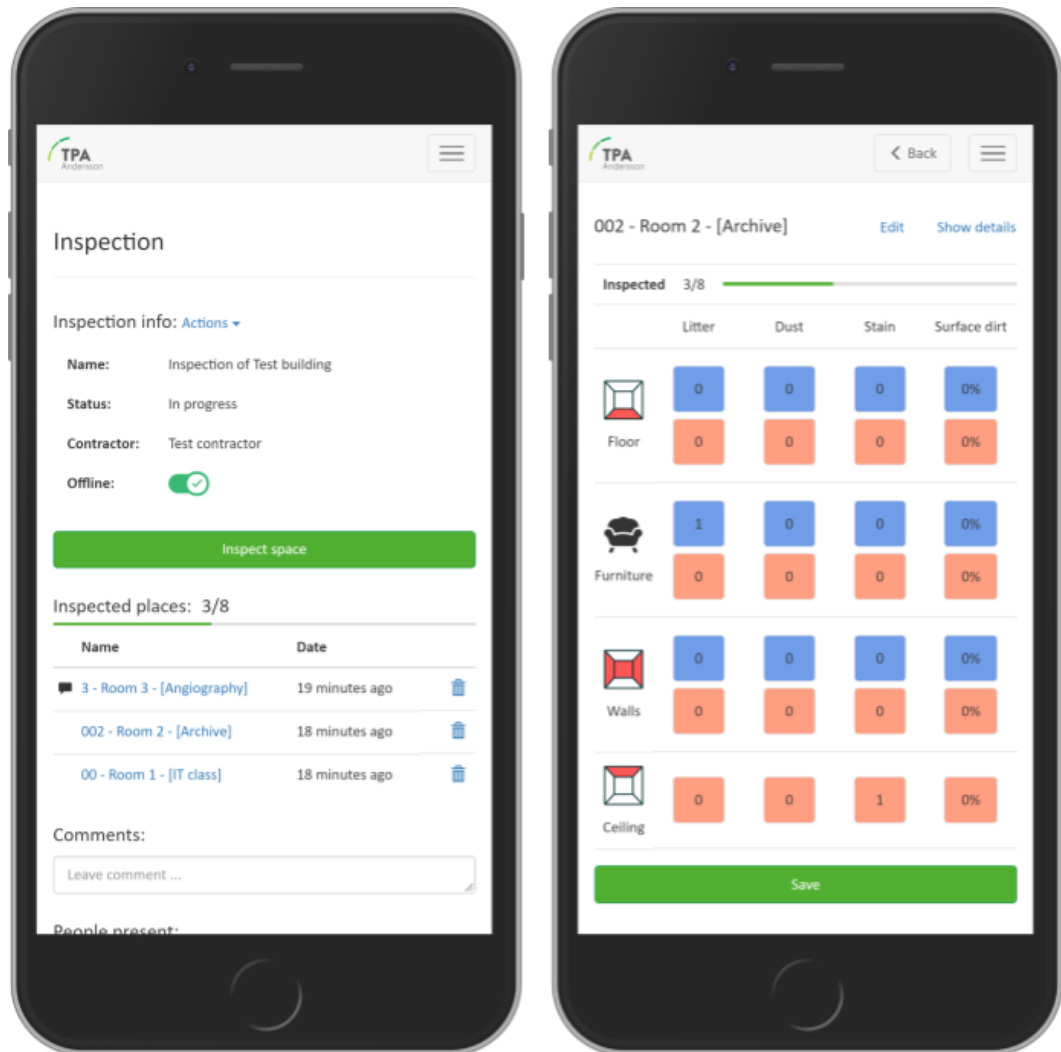 TPA
Andersson
Inspection
Inspection info: Actions
Name: Inspection of Test building
Status: In progress
Contractor: Test contractor
Offline:
Inspect space
Inspected places: 3/8
Name Date
3 - Room 3 - [Angiography] 19 minutes ago
002 - Room 2 - [Archive] 18 minutes ago
00 - Room 1 - [IT class] 18 minutes ago
Comments:
Leave comment ...
People present:
TPA
Andersson
Back
002 - Room 2 - [Archive] Edit Show details
Inspected 3/8
Litter Dust Stain Surface dirt
0 0 0 0%
Floor
0 0 0 0%
1 0 0 0%
Furniture
0 0 0 0%
0 0 0 0%
Walls
0 0 0 0%
0 0 1 0%
Ceiling
Save